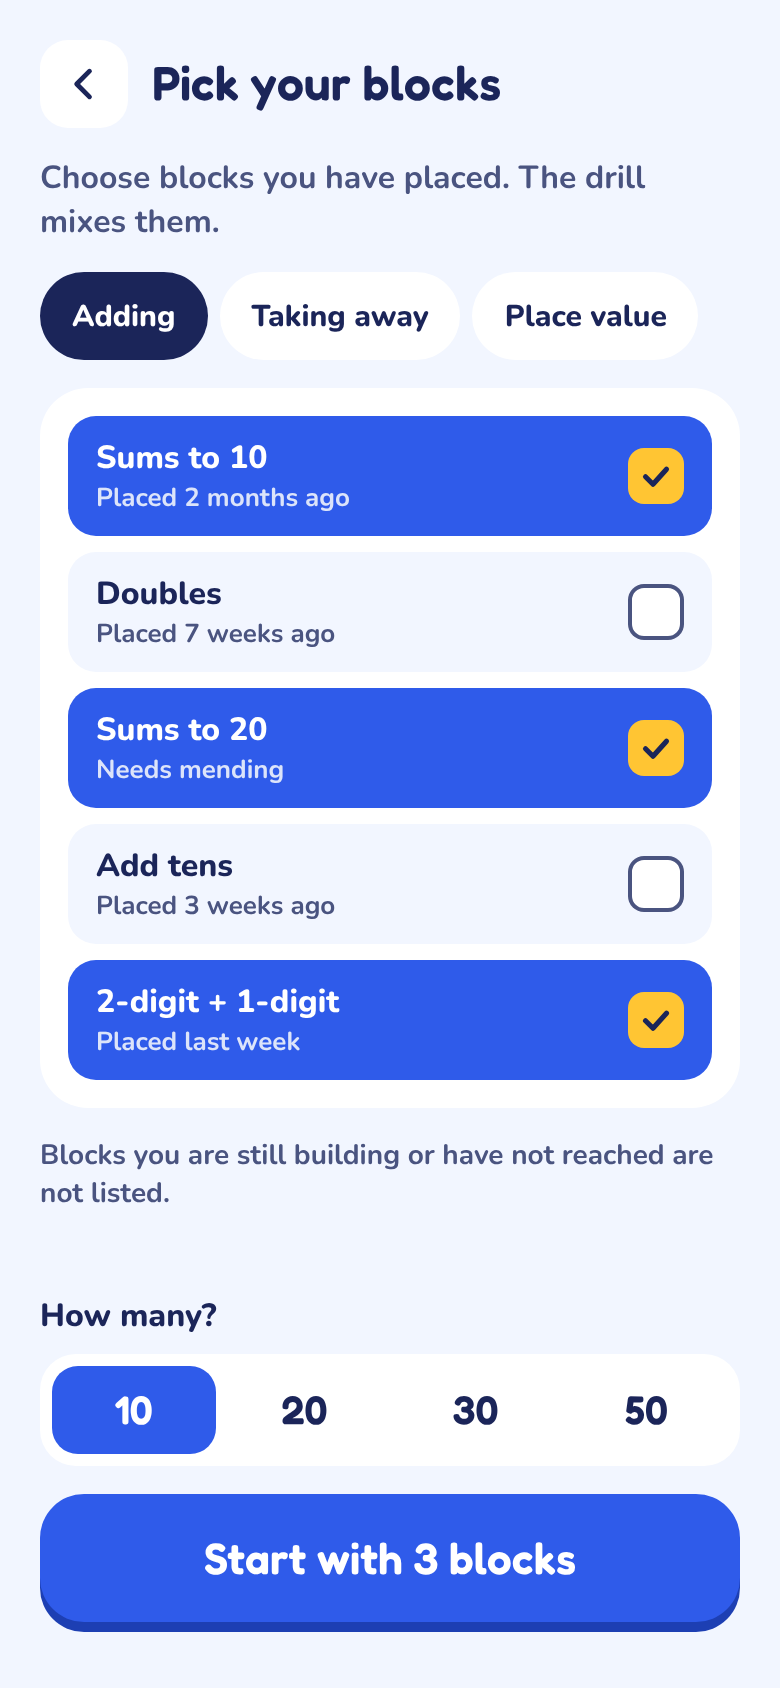 Pick your blocks
Choose blocks you have placed. The drill
mixes them.
Adding
Taking away
Place value
Sums to 10
Placed 2 months ago
Doubles
Placed 7 weeks ago
Sums to 20
Needs mending
Add tens
Placed 3 weeks ago
2-digit + 1-digit
Placed last week
Blocks you are still building or have not reached are
not listed.
How many?
10 20 30 50
Start with 3 blocks